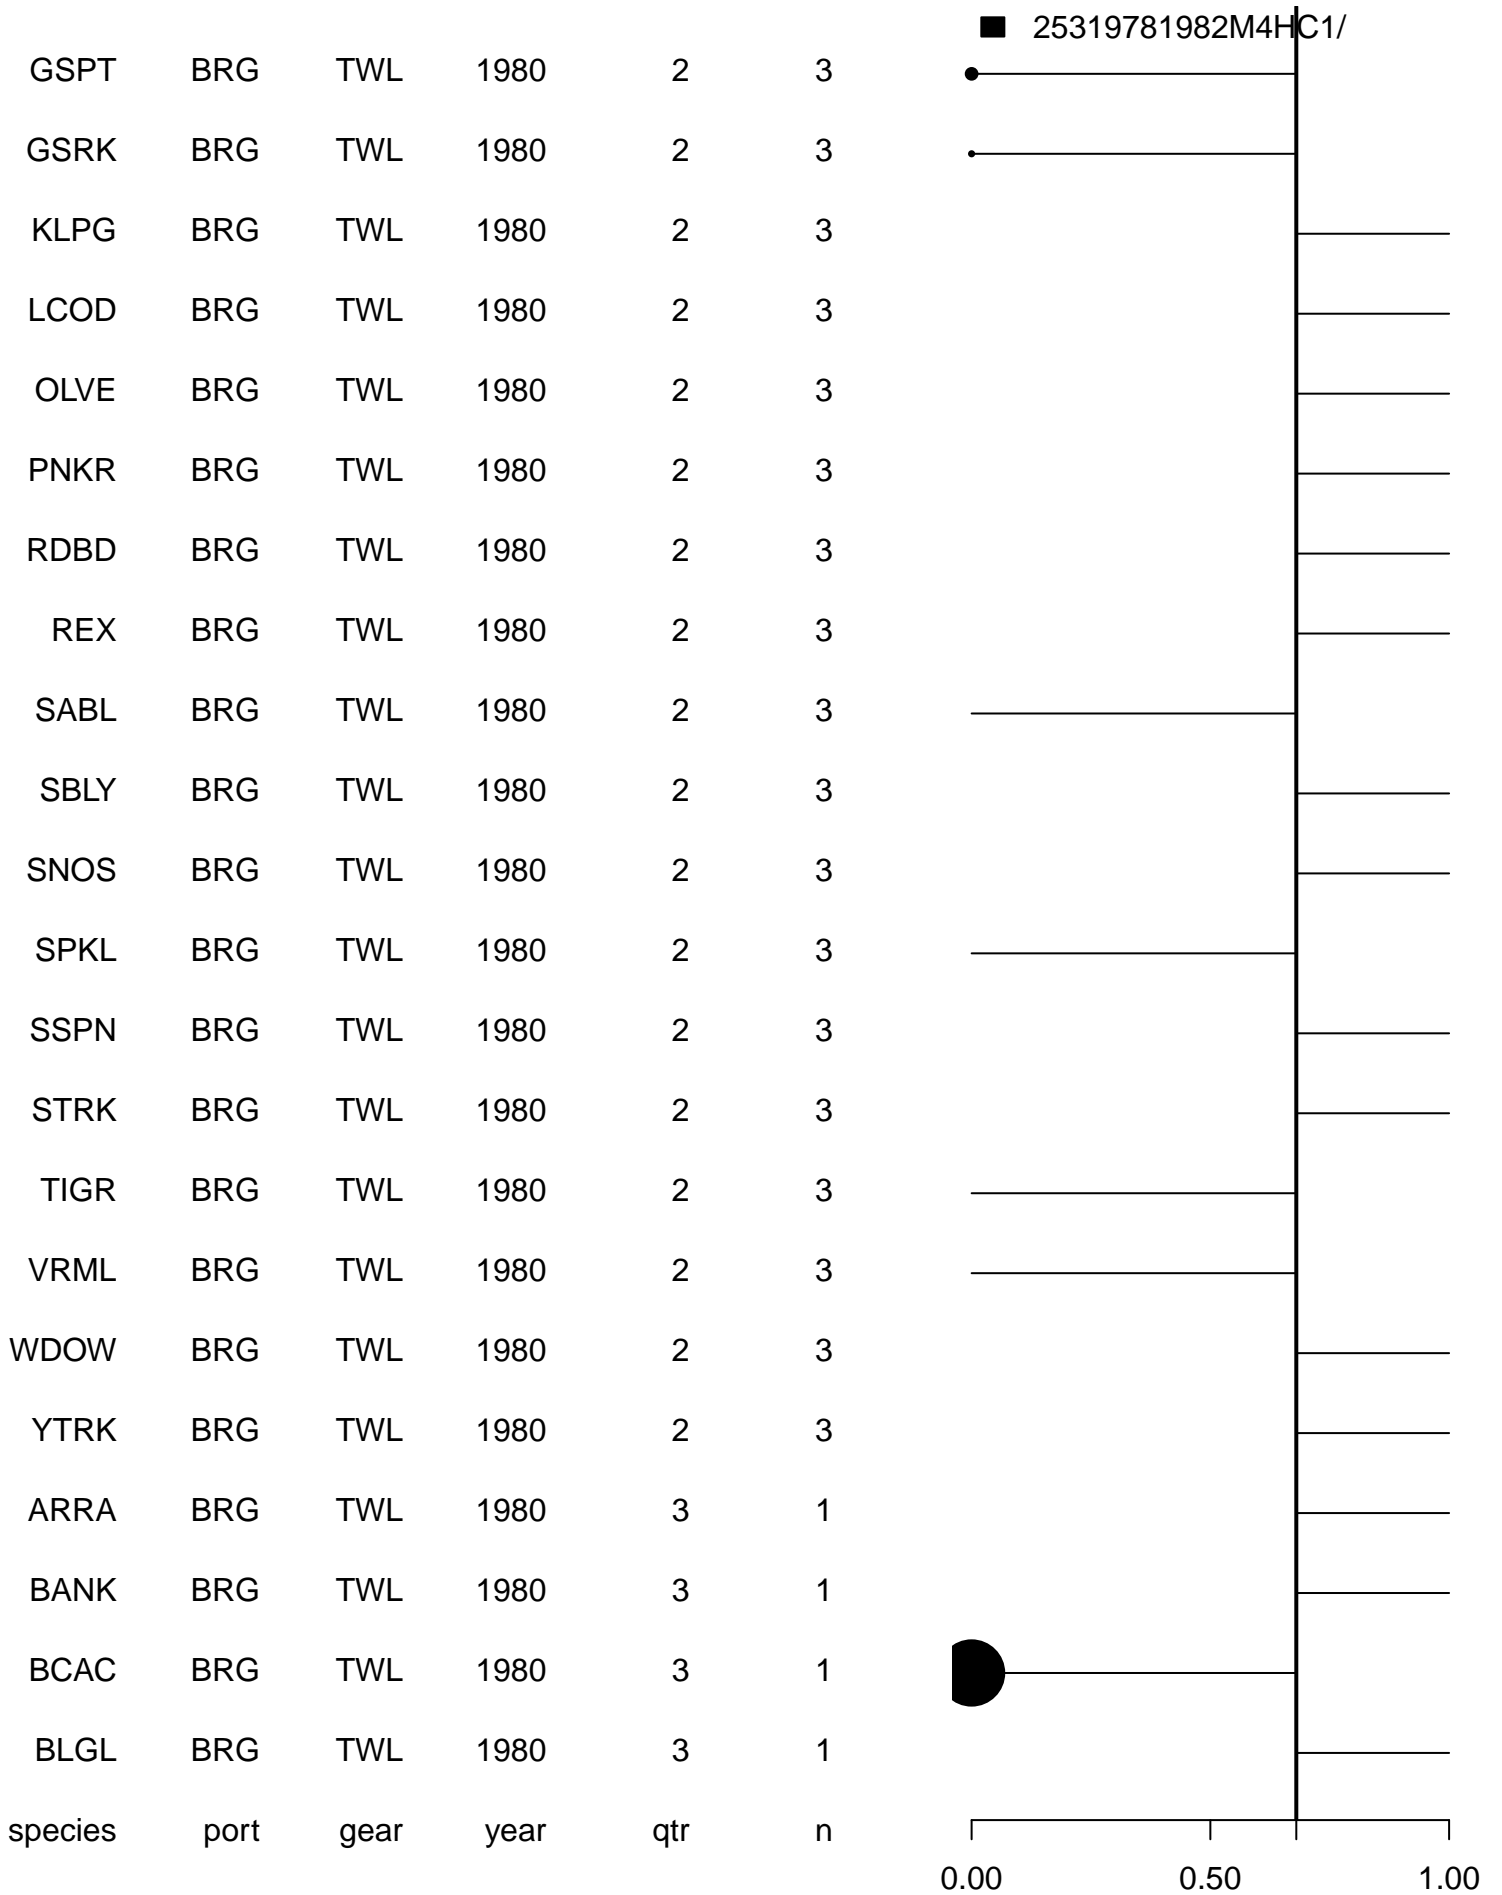 25319781982M4HC1/
GSPT BRG TWL 1980 2 3
GSRK BRG TWL 1980 2 3
KLPG BRG TWL 1980 2 3
LCOD BRG TWL 1980 2 3
OLVE BRG TWL 1980 2 3
PNKR BRG TWL 1980 2 3
RDBD BRG TWL 1980 2 3
REX BRG TWL 1980 2 3
SABL BRG TWL 1980 2 3
SBLY BRG TWL 1980 2 3
SNOS BRG TWL 1980 2 3
SPKL BRG TWL 1980 2 3
SSPN BRG TWL 1980 2 3
STRK BRG TWL 1980 2 3
TIGR BRG TWL 1980 2 3
VRML BRG TWL 1980 2 3
WDOW BRG TWL 1980 2 3
YTRK BRG TWL 1980 2 3
ARRA BRG TWL 1980 3 1
BANK BRG TWL 1980 3 1
BCAC BRG TWL 1980 3 1
BLGL BRG TWL 1980 3 1
species port gear year qtr n
0.00 0.50 1.00